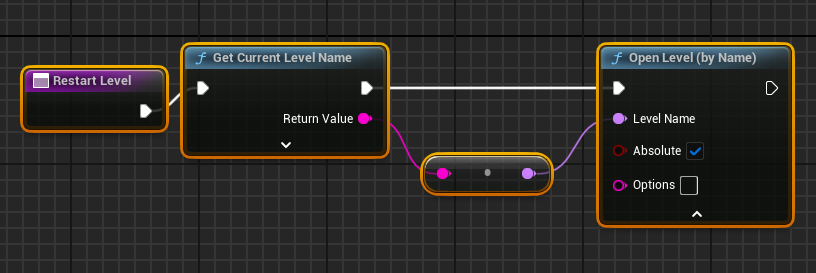 Restart Level
Get Current Level Name
Return Value
Open Level (by Name)
Level Name
Absolute
Options